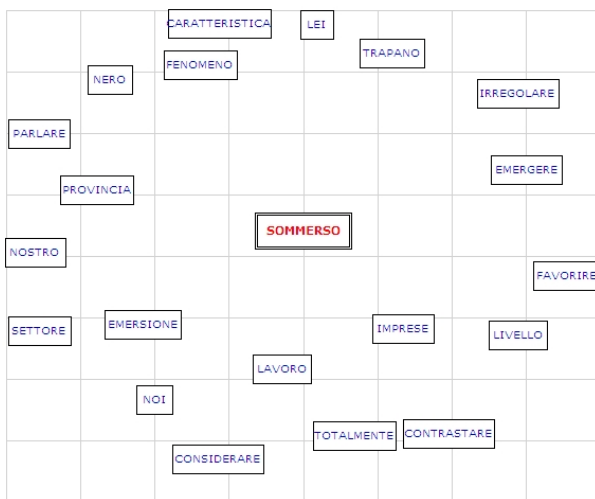 CARATTERISTICA
LEI
TRAPANO
FENOMENO
NERO
IRREGOLARE
PARLARE
EMERGERE
PROVINCIA
SOMMERSO
NOSTRO
FAVORIRE
EMERSIONE
IMPRESE
SETTORE
LIVELLO
LAVORO
NOI
CONTRASTARE
TOTALMENTE
CONSIDERARE